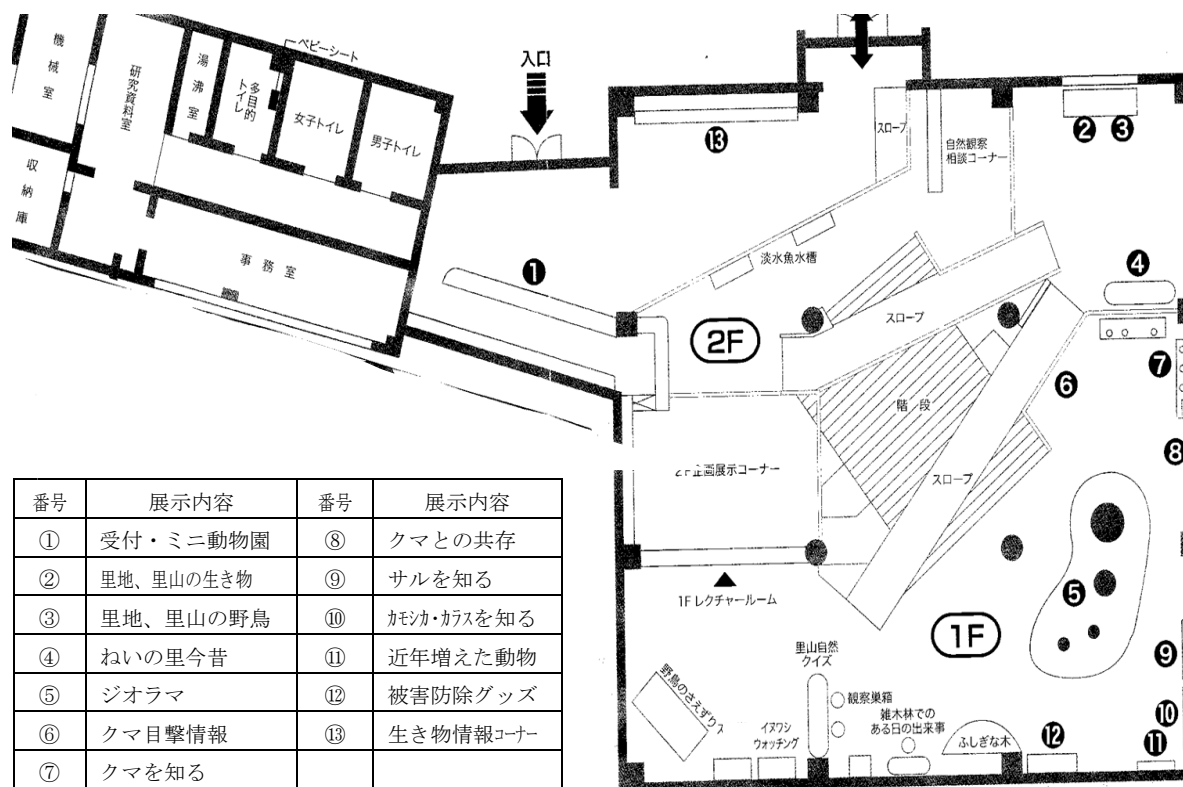 機械室
研究資料室
湯沸室
多目的
トイレ
ベビーシート
女子トイレ
男子トイレ
収納庫
事務室
入口
⓭
スロープ
自然観察
相談コーナー
❷ ❸
❶
淡水魚水槽
❹
2F
スロープ
❼
❻
階段
❽
2F企画展示コーナー
スロープ
❺
1Fレクチャールーム
1F
里山自然
クイズ
❾
野鳥のさえずり
観察巣箱
❿
イヌワシ
ウォッチング
雑木林での
ある日の出来事
ふしぎな木
⓬
⓫
番号 展示内容 番号 展示内容
① 受付・ミニ動物園 ⑧ クマとの共存
② 里地、里山の生き物 ⑨ サルを知る
③ 里地、里山の野鳥 ⑩ カモシカ・カラスを知る
④ ねいの里今昔 ⑪ 近年増えた動物
⑤ ジオラマ ⑫ 被害防除グッズ
⑥ クマ目撃情報 ⑬ 生き物情報コーナー
⑦ クマを知る